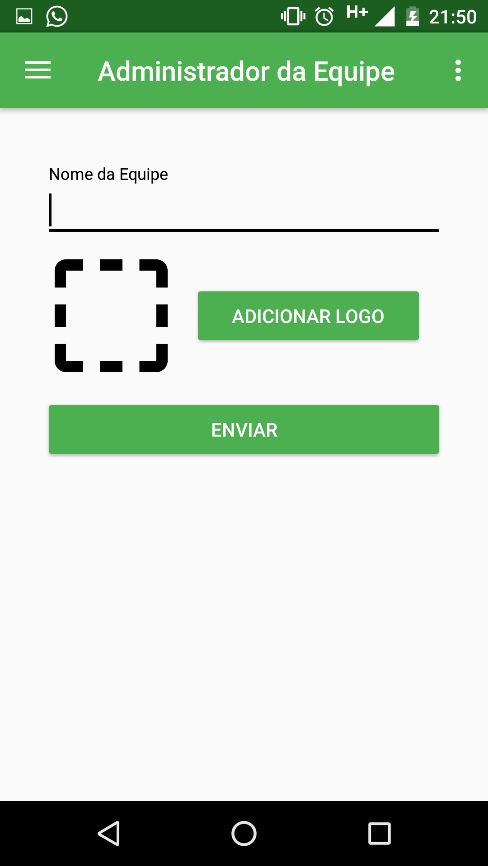 H+ 21:50
Administrador da Equipe
Nome da Equipe
ADICIONAR LOGO
ENVIAR